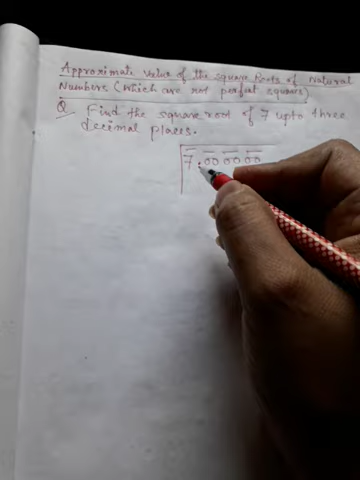 Approximate value of the square Roots of Natural
Numbers (Which are not perfect squares)
Q. Find the square root of 7 upto three
decimal places.
7.00 00 00